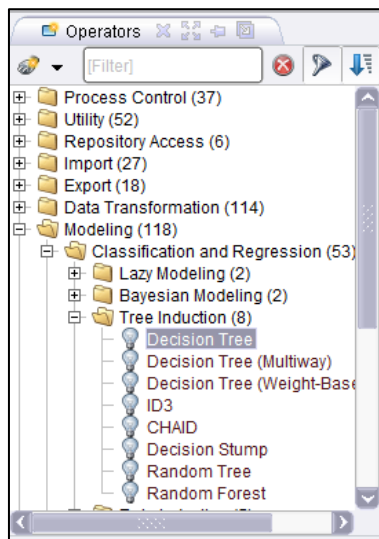 Operators
[Filter]
Process Control (37)
Utility (52)
Repository Access (6)
Import (27)
Export (18)
Data Transformation (114)
Modeling (118)
Classification and Regression (53)
Lazy Modeling (2)
Bayesian Modeling (2)
Tree Induction (8)
Decision Tree
Decision Tree (Multiway)
Decision Tree (Weight-Base
ID3
CHAID
Decision Stump
Random Tree
Random Forest